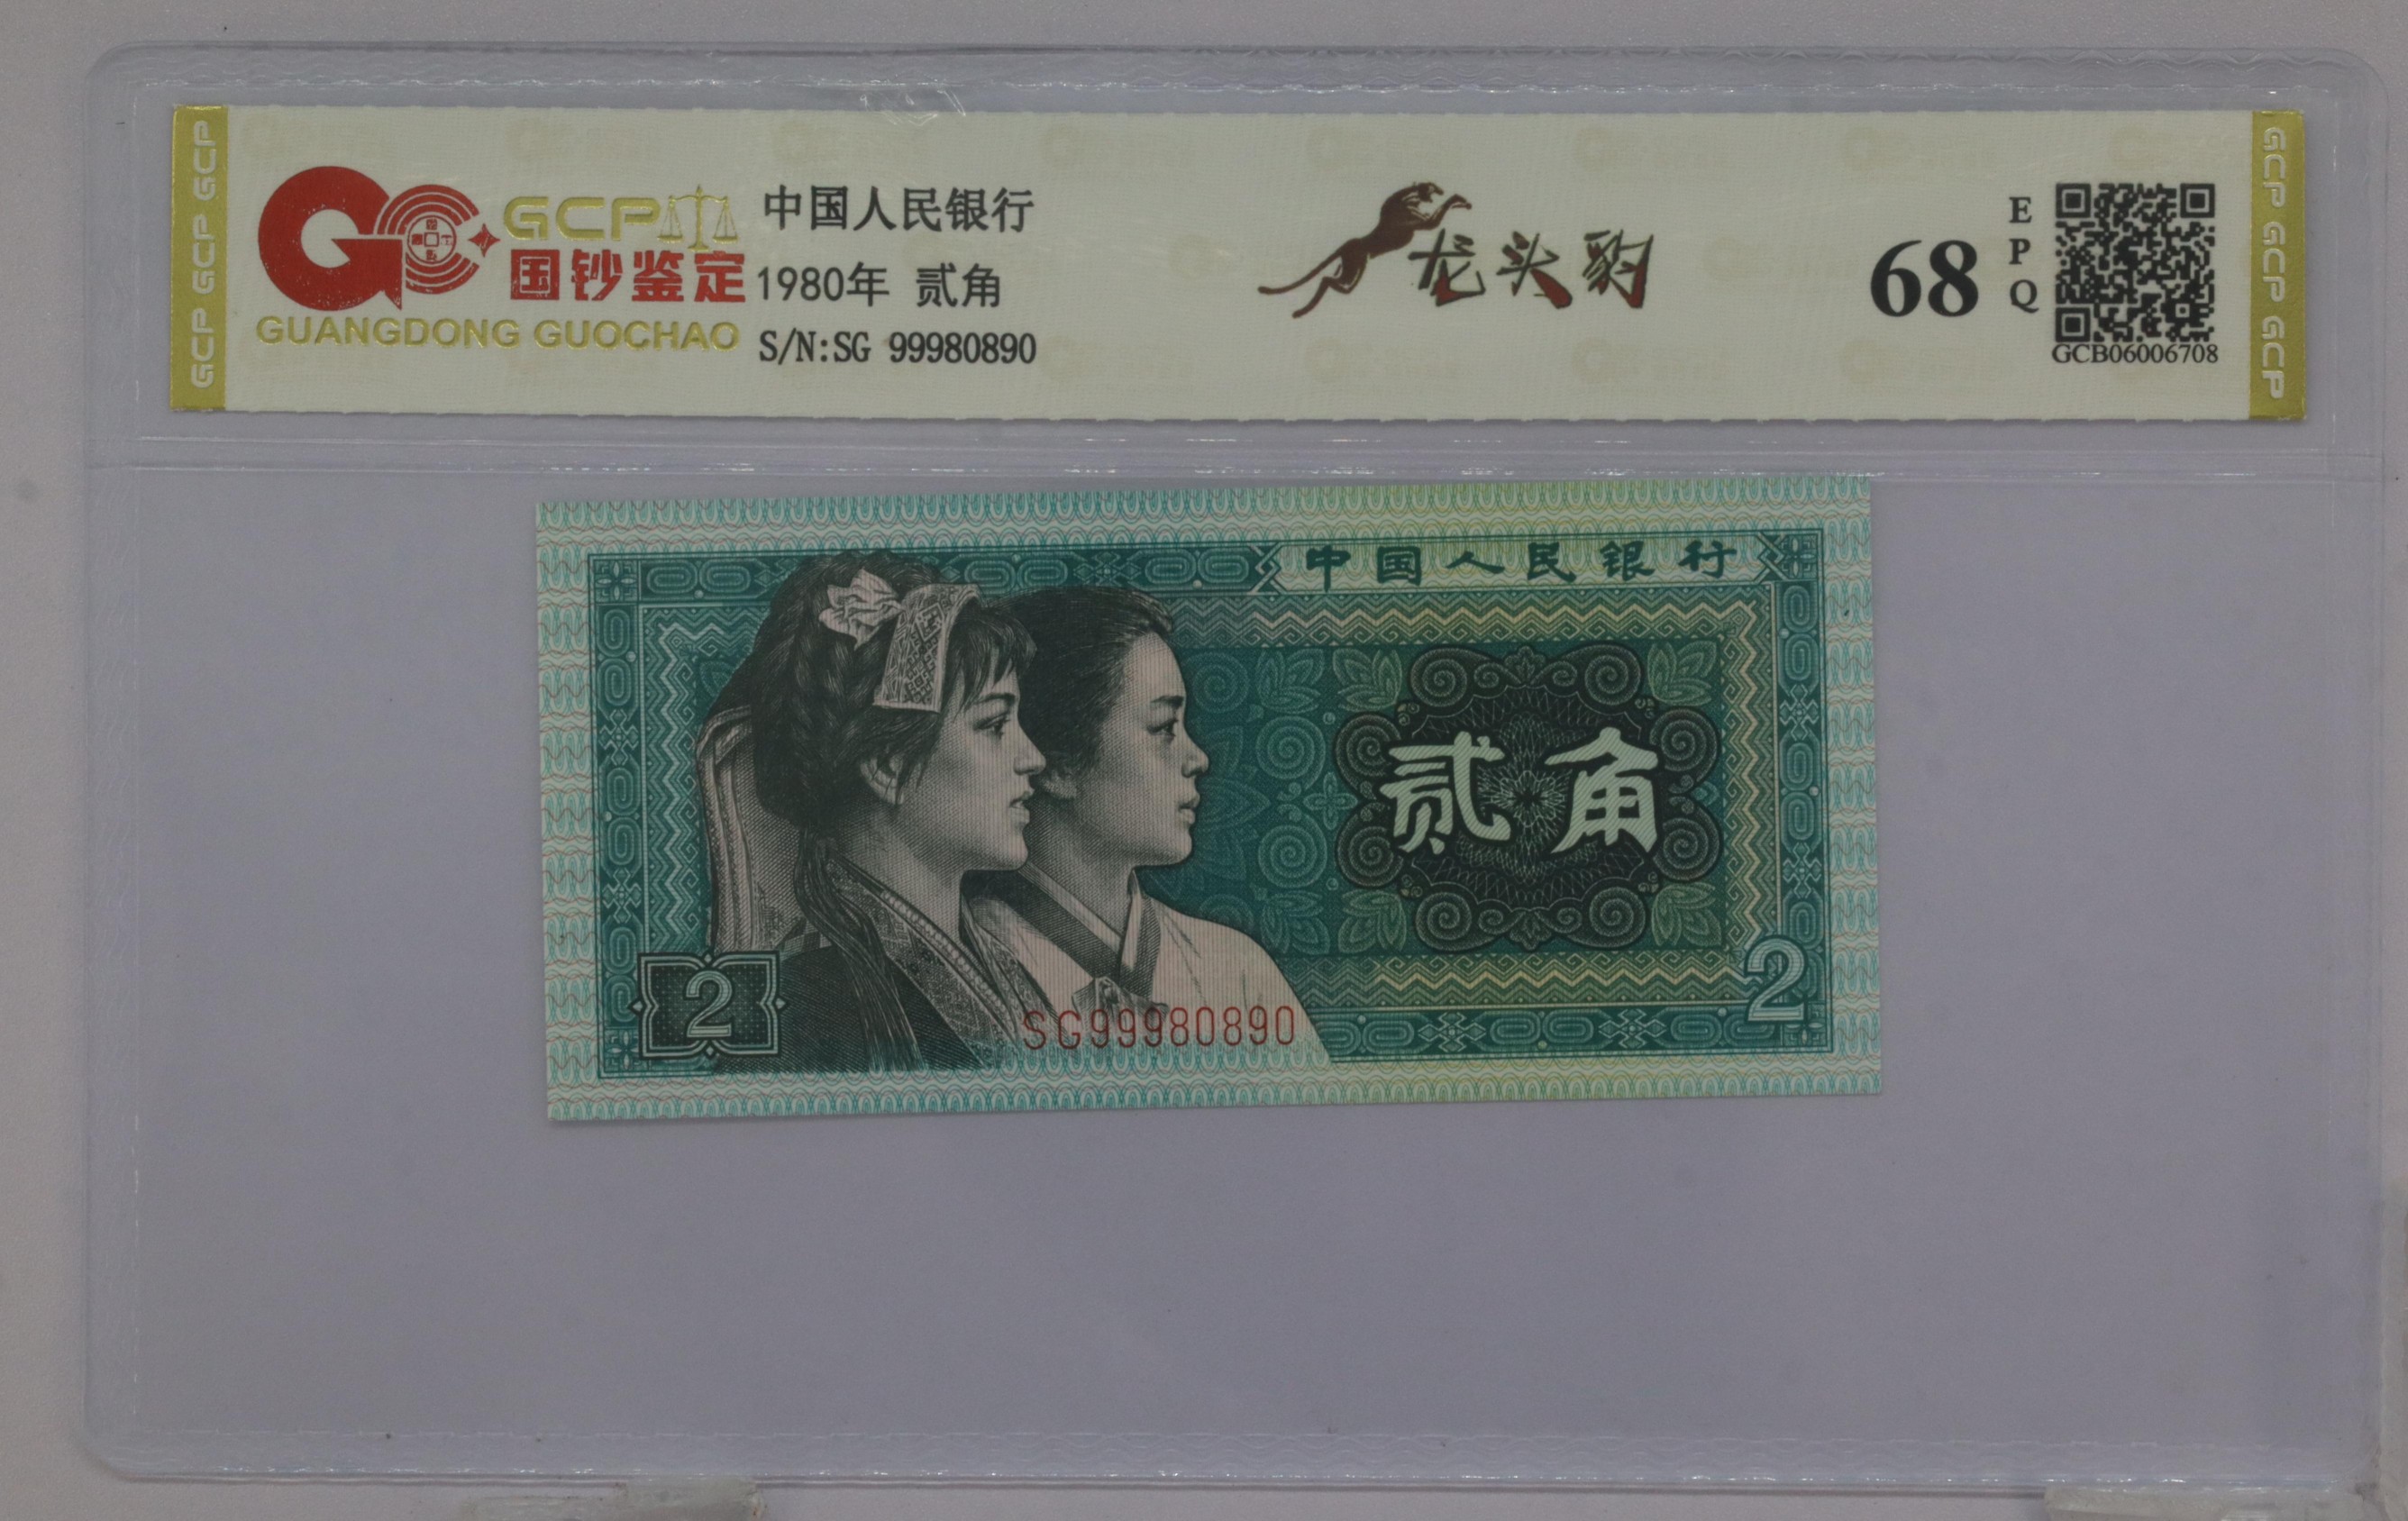 GCP GCP GCP
GCP
国钞鉴定
GUANGDONG GUOCHAO
中国人民银行
1980年 贰角
S/N:SG 99980890
龙头豹
68
EPQ
GCB06006708
GCP GCP GCP
中国人民银行
贰角
2
SG99980890
2